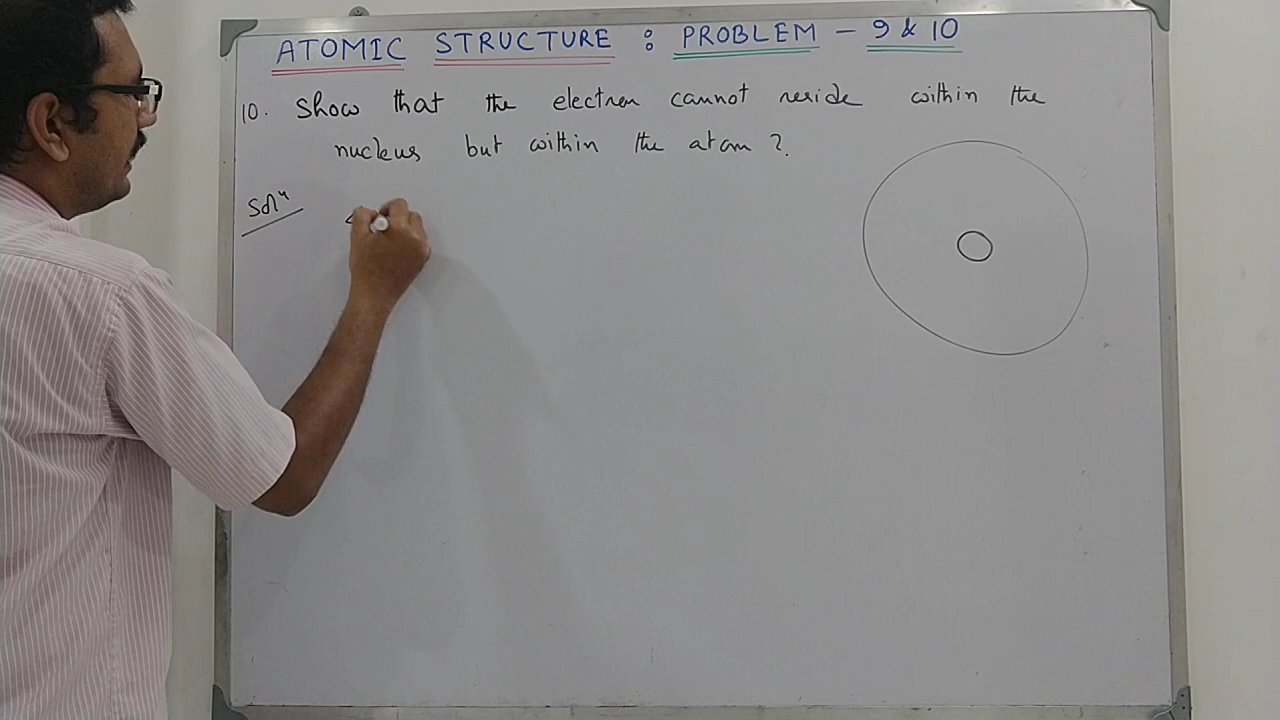 ATOMIC STRUCTURE : PROBLEM - 9 & 10
10. Show that the electron cannot reside within the
nucleus but within the atom ?.
Solⁿ